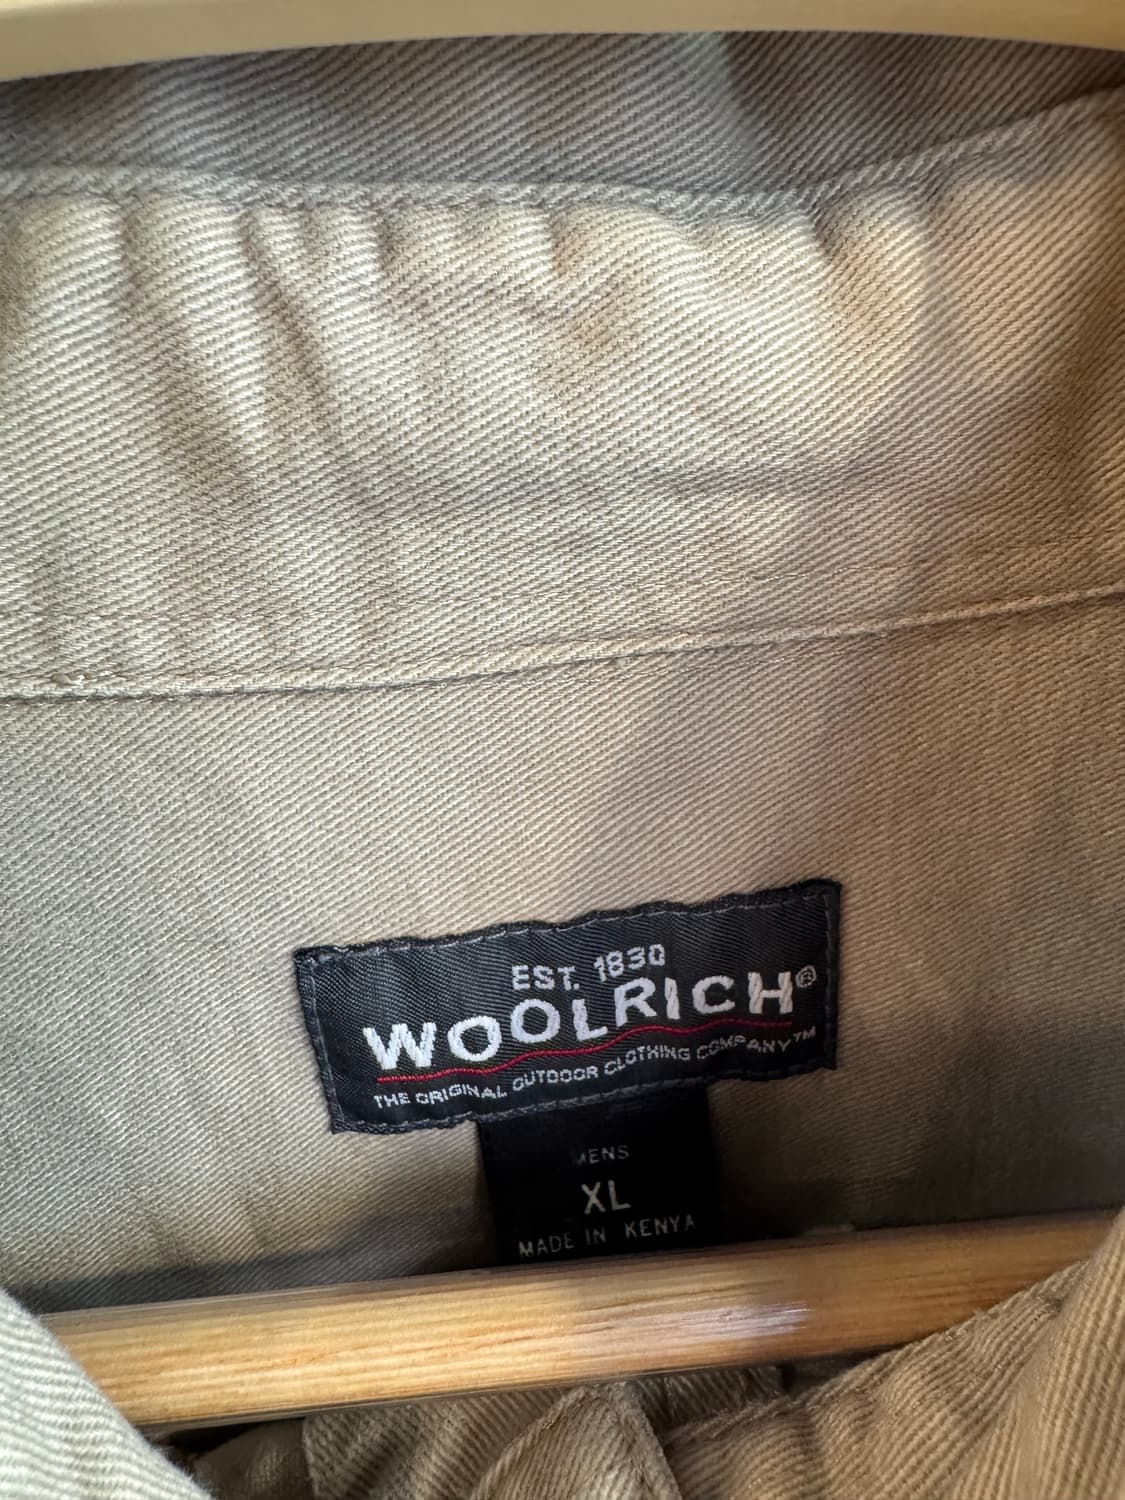 EST. 1830
WOOLRICH®
THE ORIGINAL OUTDOOR CLOTHING COMPANY™
MENS
XL
MADE IN KENYA